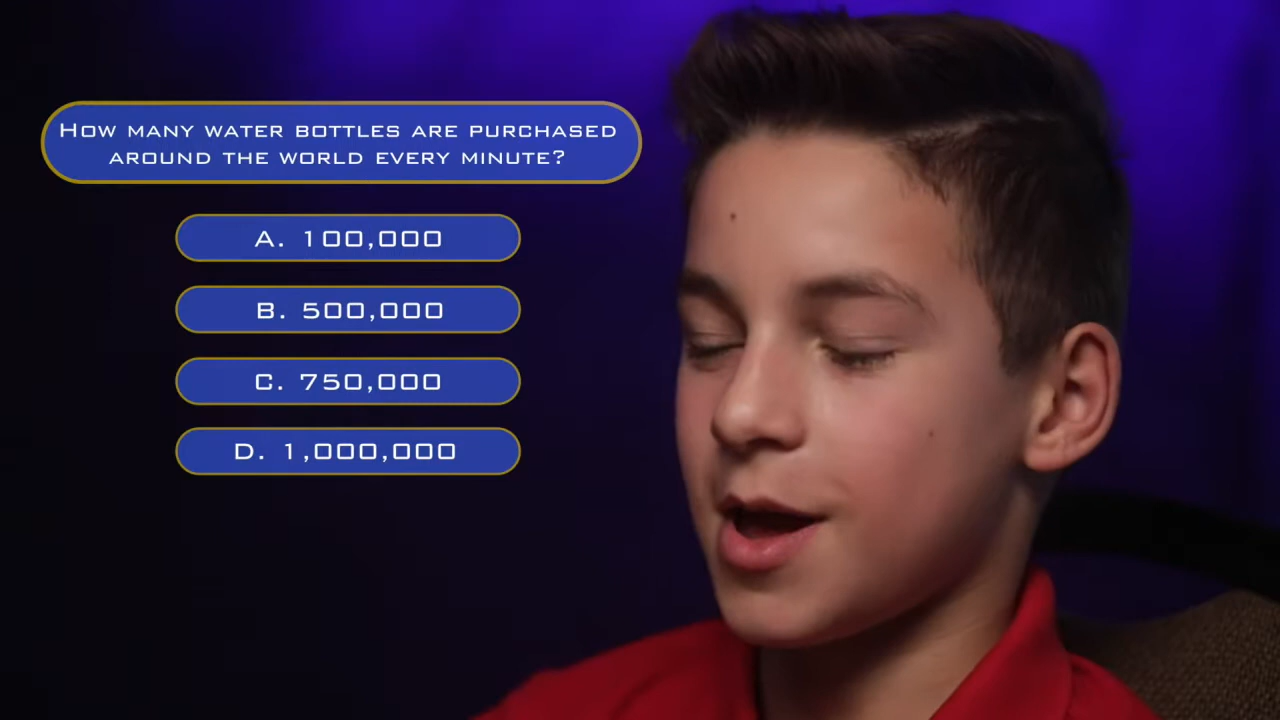 HOW MANY WATER BOTTLES ARE PURCHASED
AROUND THE WORLD EVERY MINUTE?
A. 100,000
B. 500,000
C. 750,000
D. 1,000,000